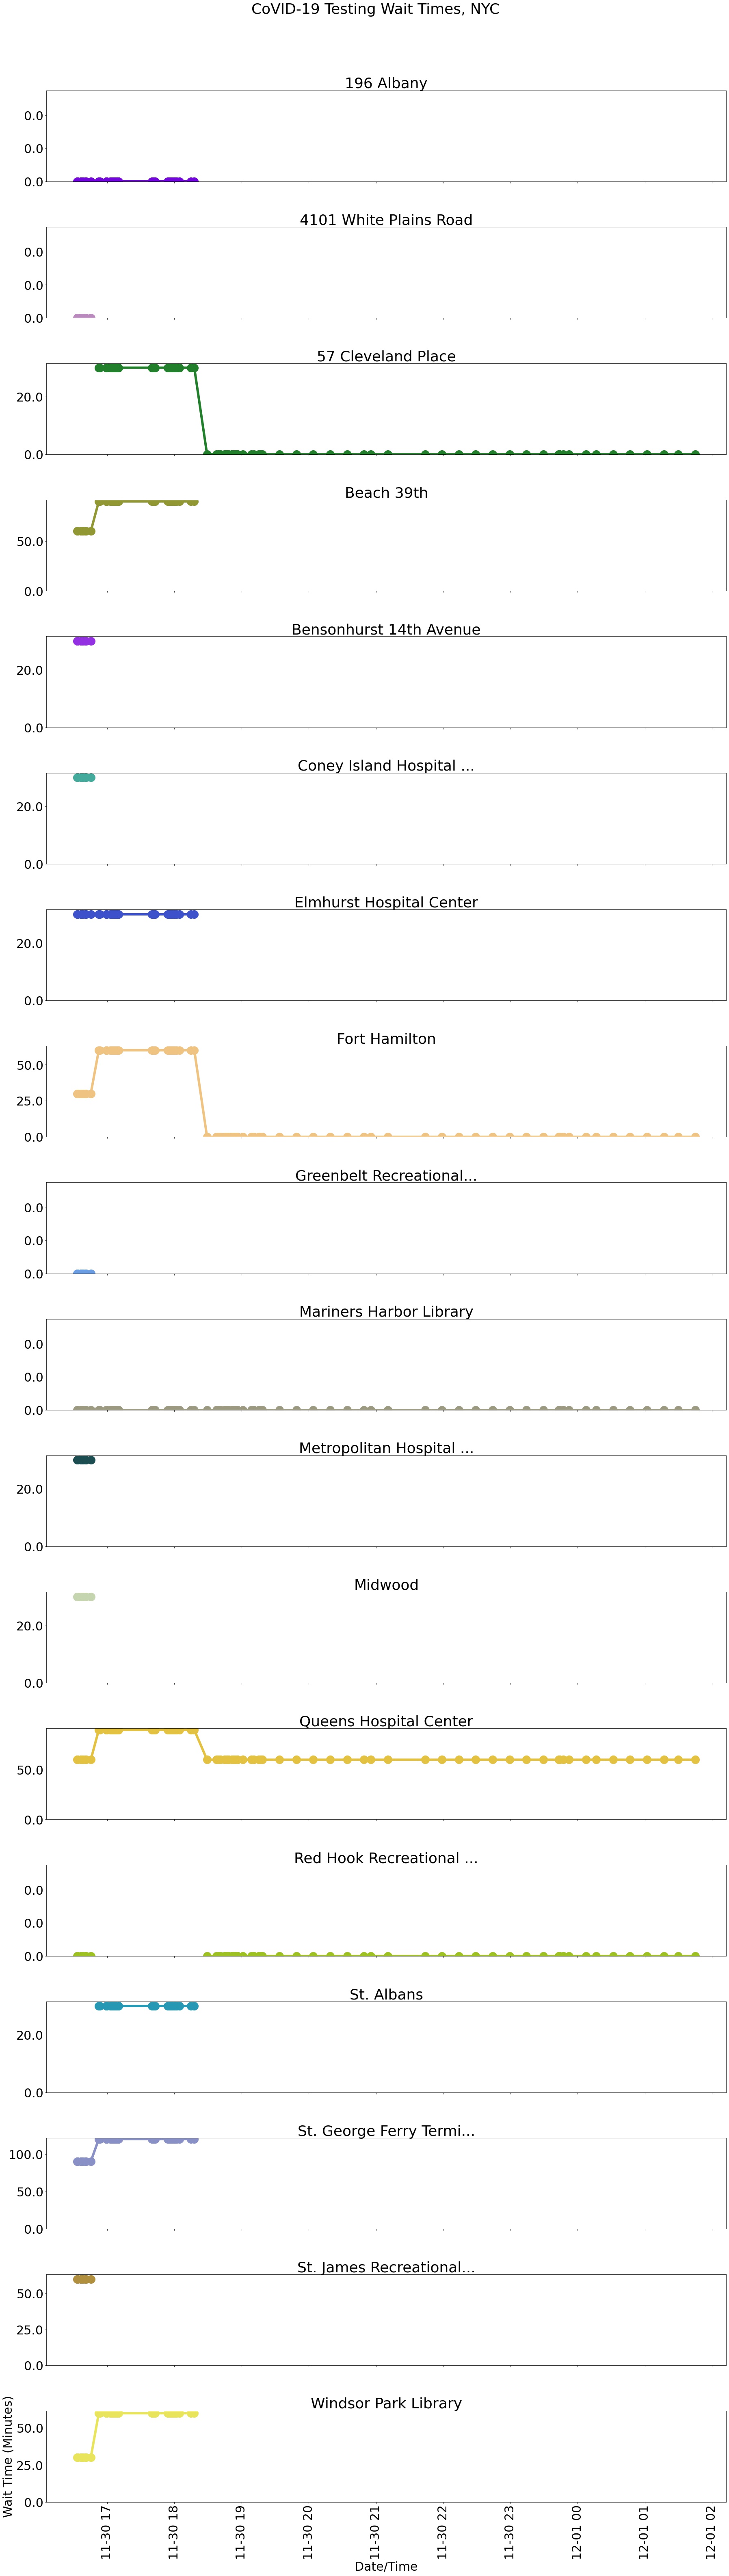 CoVID-19 Testing Wait Times, NYC
196 Albany
0.0
0.0
0.0
4101 White Plains Road
0.0
0.0
0.0
57 Cleveland Place
20.0
0.0
Beach 39th
50.0
0.0
Bensonhurst 14th Avenue
20.0
0.0
Coney Island Hospital ...
20.0
0.0
Elmhurst Hospital Center
20.0
0.0
Fort Hamilton
50.0
25.0
0.0
Greenbelt Recreational...
0.0
0.0
0.0
Mariners Harbor Library
0.0
0.0
0.0
Metropolitan Hospital ...
20.0
0.0
Midwood
20.0
0.0
Queens Hospital Center
50.0
0.0
Red Hook Recreational ...
0.0
0.0
0.0
St. Albans
20.0
0.0
St. George Ferry Termi...
100.0
50.0
0.0
St. James Recreational...
50.0
25.0
0.0
Windsor Park Library
50.0
25.0
0.0
Wait Time (Minutes)
11-30 17
11-30 18
11-30 19
11-30 20
11-30 21
11-30 22
11-30 23
12-01 00
12-01 01
12-01 02
Date/Time